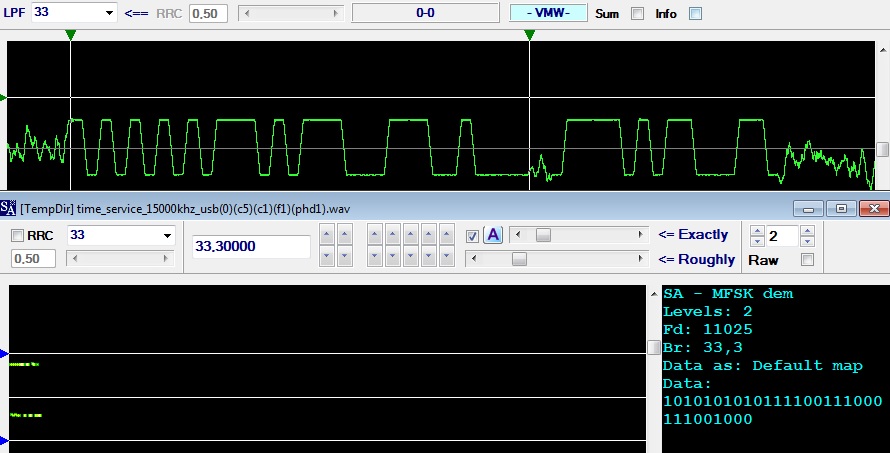 LPF 33 <== RRC 0,50 0-0 - VMW- Sum Info
SA [TempDir] time_service_15000khz_usb(0)(c5)(c1)(f1)(phd1).wav
RRC 33 33,30000 A <= Exactly 2
0,50 <= Roughly Raw
SA - MFSK dem
Levels: 2
Fd: 11025
Br: 33,3
Data as: Default map
Data:
1010101010111100111000
111001000